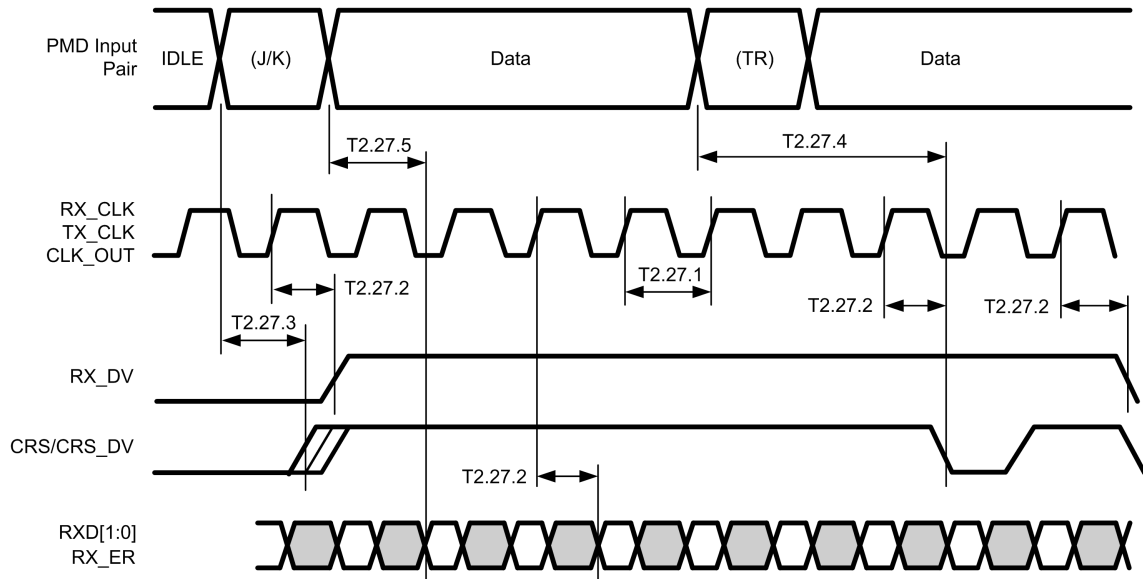 PMD Input
Pair
IDLE
(J/K)
Data
(TR)
Data
T2.27.5
T2.27.4
RX_CLK
TX_CLK
CLK_OUT
T2.27.2
T2.27.1
T2.27.2
T2.27.2
T2.27.3
RX_DV
CRS/CRS_DV
T2.27.2
RXD[1:0]
RX_ER